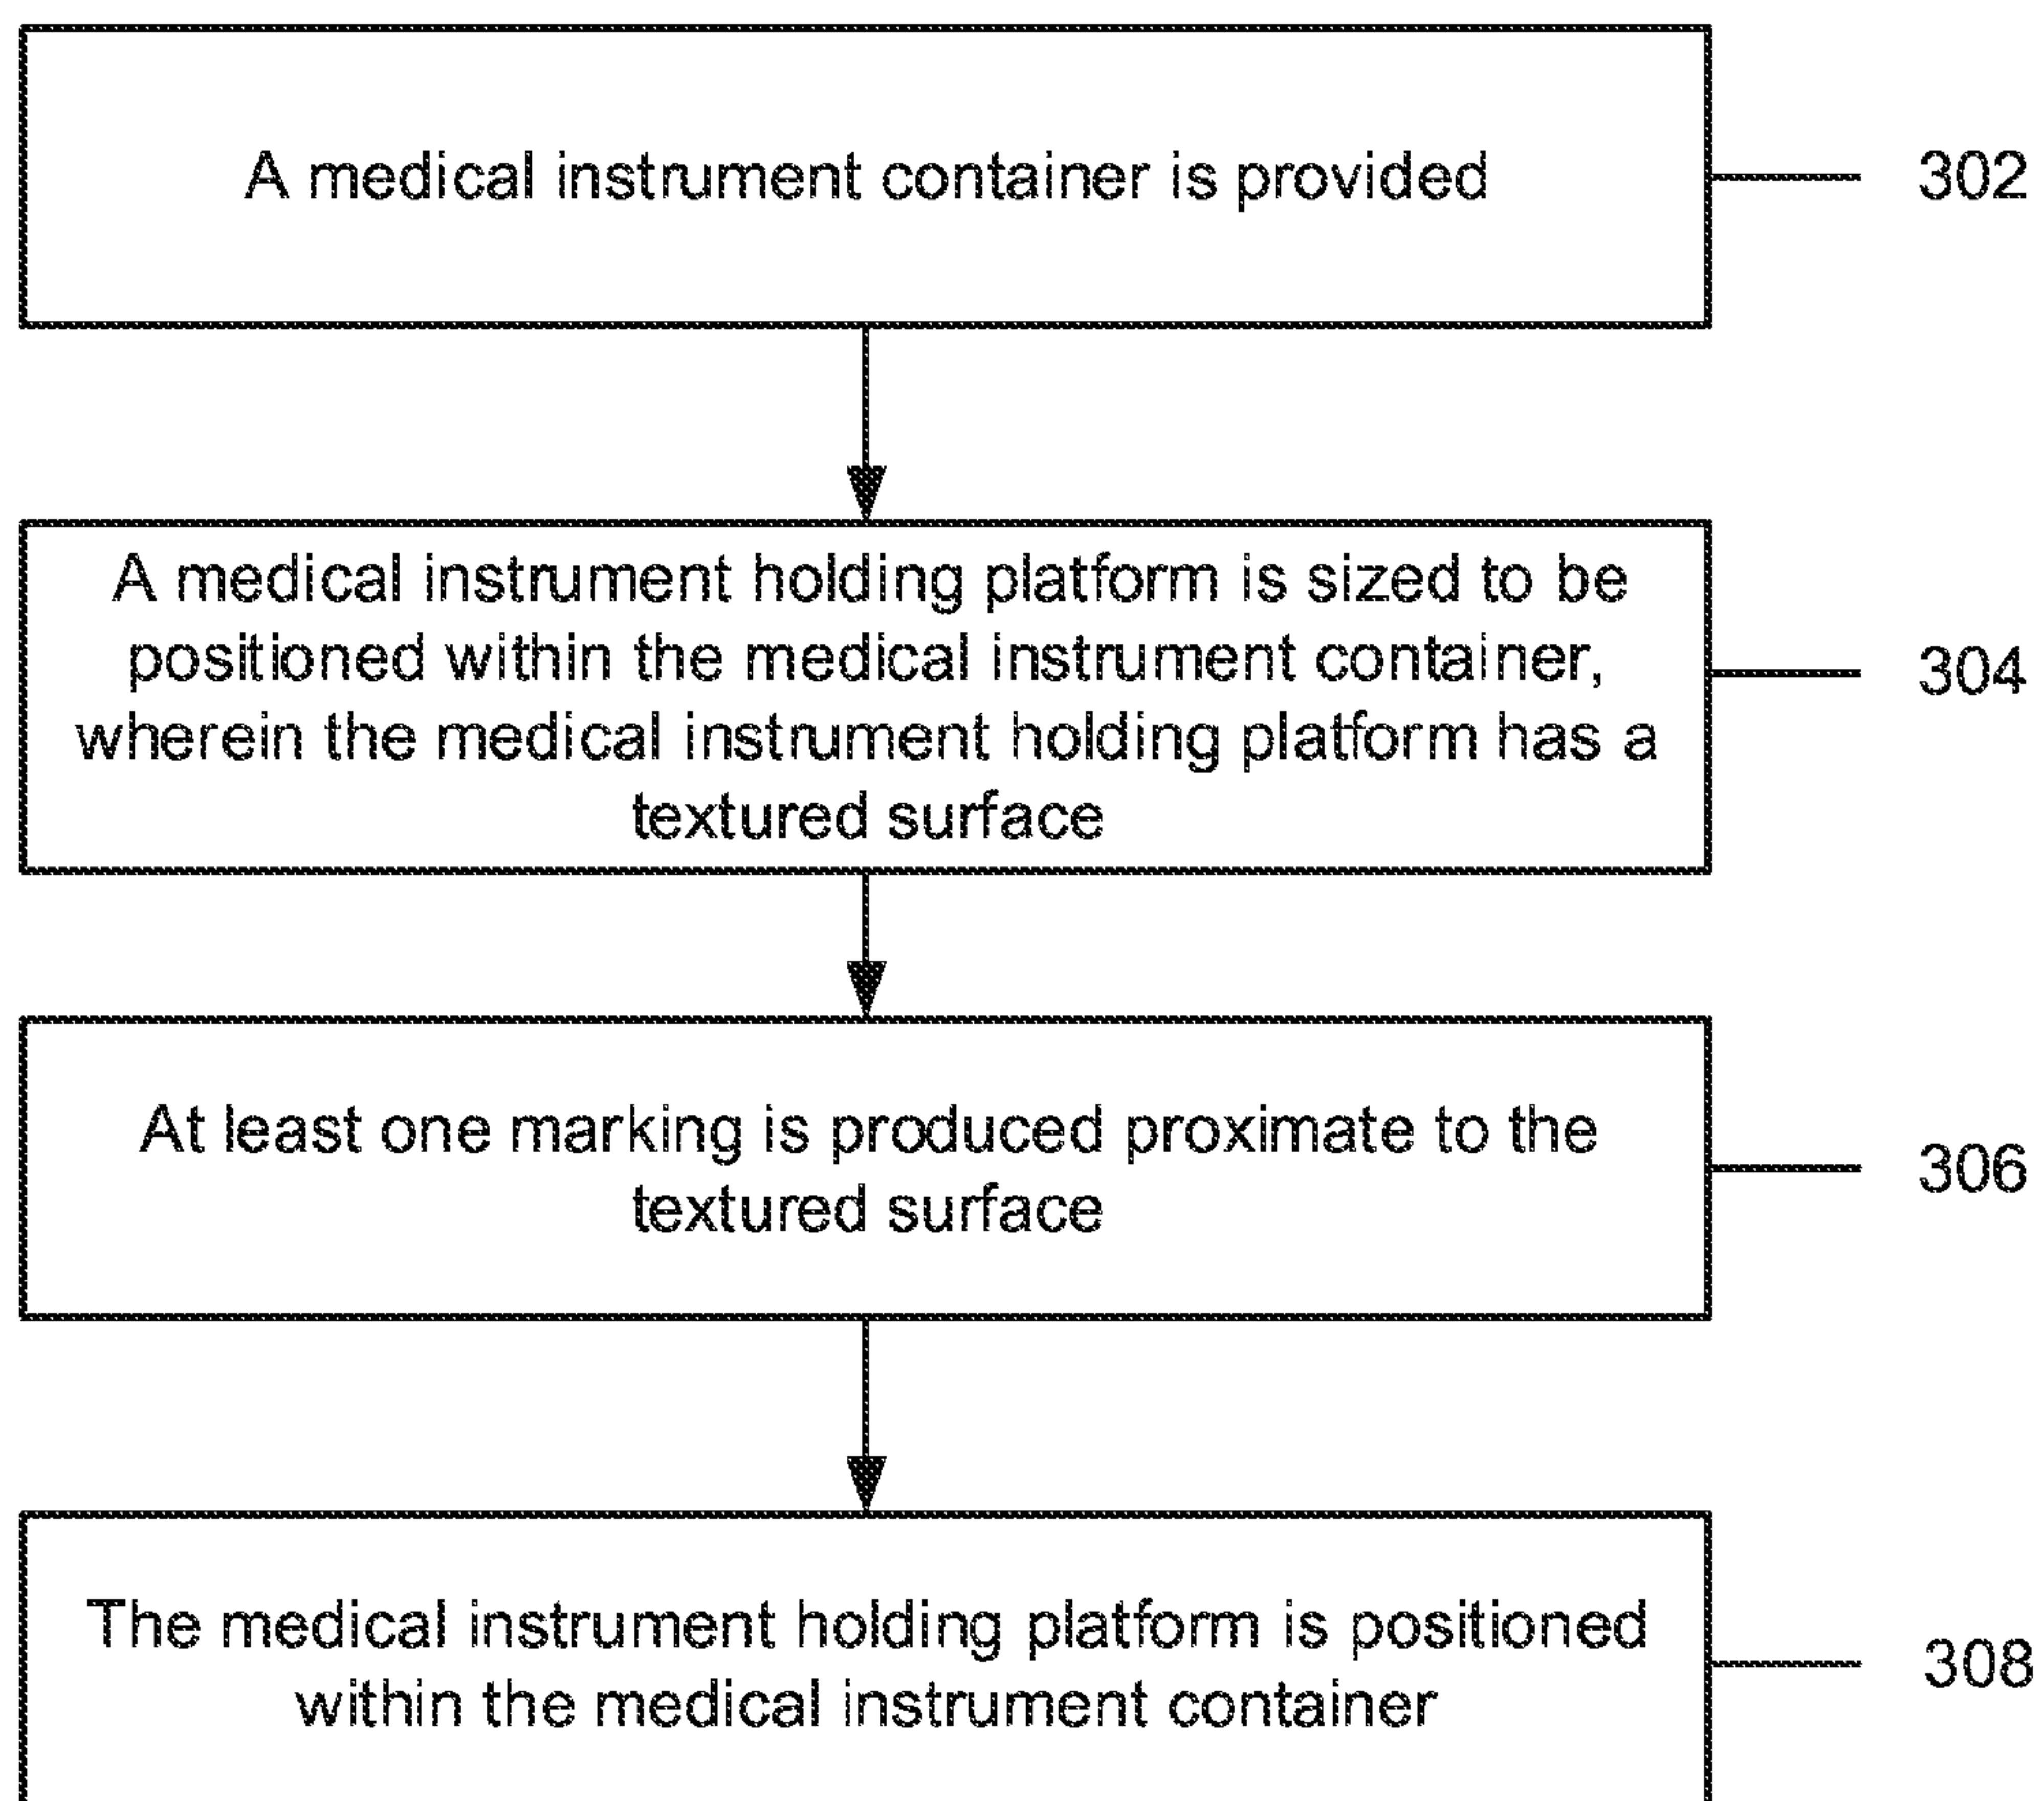 A medical instrument container is provided
302
A medical instrument holding platform is sized to be
positioned within the medical instrument container,
wherein the medical instrument holding platform has a
textured surface
304
At least one marking is produced proximate to the
textured surface
306
The medical instrument holding platform is positioned
within the medical instrument container
308